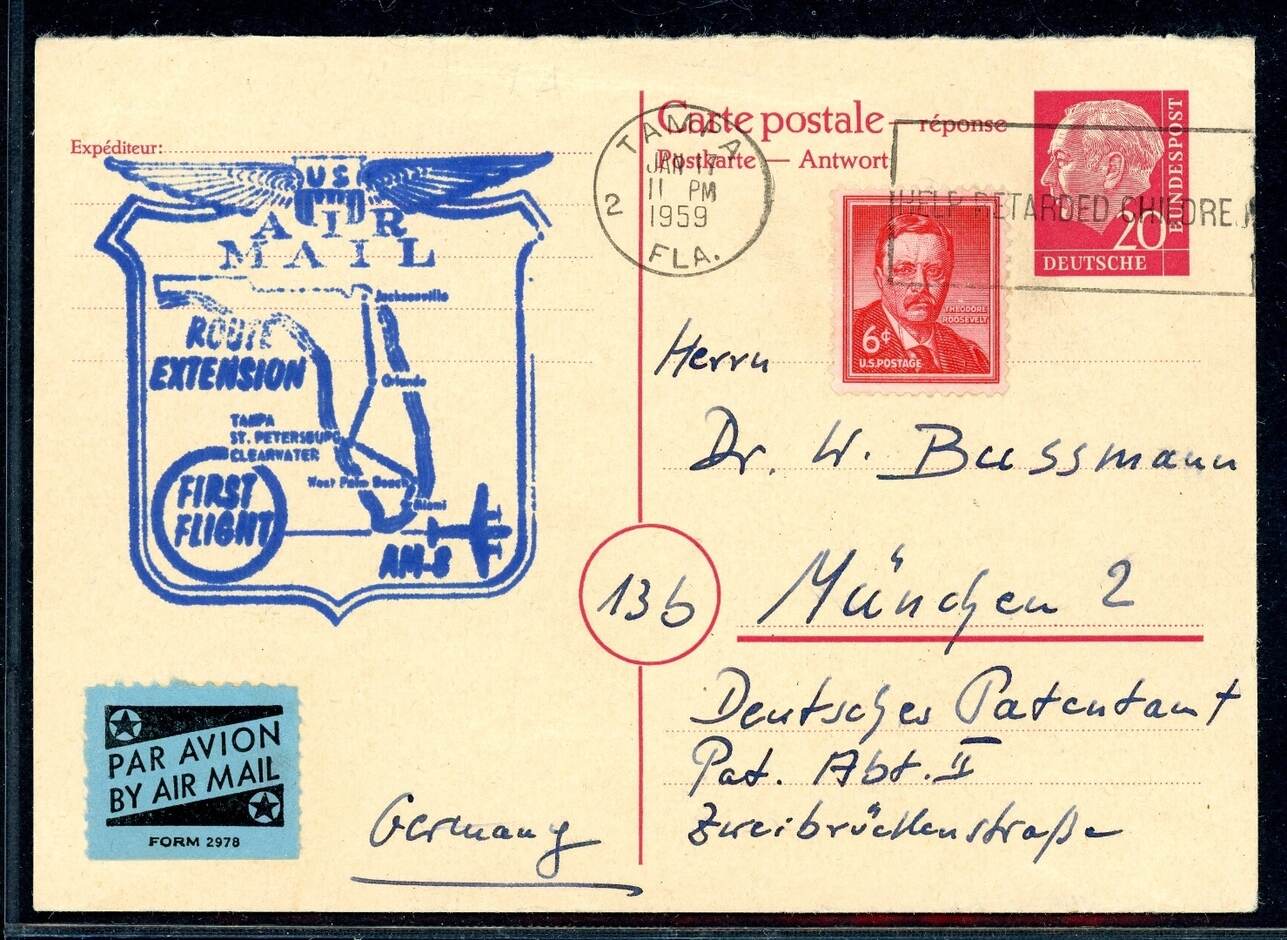 Carte postale — réponse
Postkarte — Antwort
Expéditeur:
TAMPA
JAN 17
11 PM
1959
2
FLA.
HELP RETARDED CHILDREN
DEUTSCHE
BUNDESPOST
20
THEODORE
ROOSEVELT
6¢
U.S. POSTAGE
US
AIR
MAIL
Jacksonville
ROUTE
EXTENSION
Orlando
TAMPA
ST. PETERSBURG
CLEARWATER
West Palm Beach
Miami
FIRST
FLIGHT
AM-8
Herrn
Dr. W. Bussmann
13b
München 2
Deutsches Patentamt
Pat. Abt. II
Zweibrückenstraße
Germany
PAR AVION
BY AIR MAIL
FORM 2978